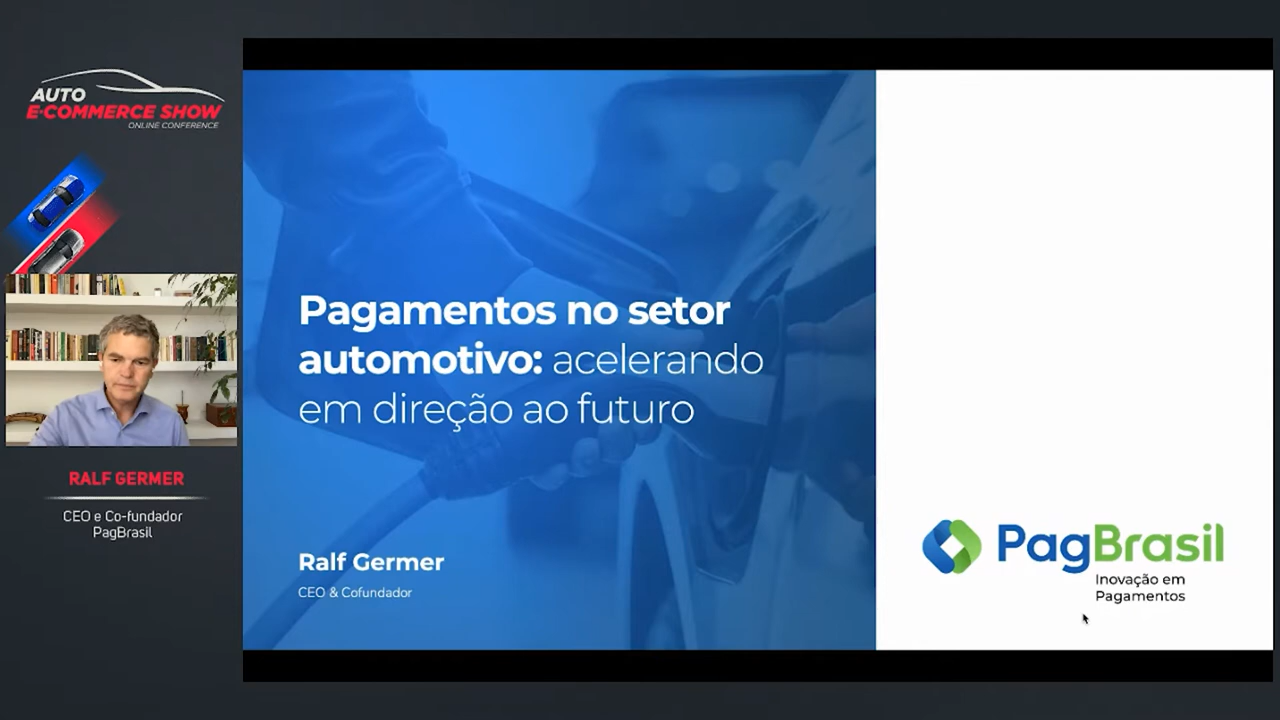 AUTO
E-COMMERCE SHOW
ONLINE CONFERENCE
RALF GERMER
CEO e Co-fundador
PagBrasil
Pagamentos no setor
automotivo: acelerando
em direção ao futuro
Ralf Germer
CEO & Cofundador
PagBrasil
Inovação em
Pagamentos